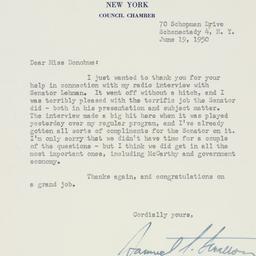 NEW YORK
COUNCIL CHAMBER
70 Schopman Drive
Schenectady 4, N. Y.
June 19, 1950
Dear Miss Donohue:
I just wanted to thank you for your
help in connection with my radio interview with
Senator Lehman. It went off without a hitch, and I
was terribly pleased with the terrific job the Senator
did - both in his presentation and subject matter.
The interview made a big hit here when it was played
yesterday over my regular program, and I've already
gotten all sorts of compliments for the Senator on it.
I'm only sorry that we didn't have time for a couple
of the questions - but I think we did get in all the
most important ones, including McCarthy and government
economy.
Thanks again, and congratulations on
a grand job.
Cordially yours,
Samuel S. Stratton